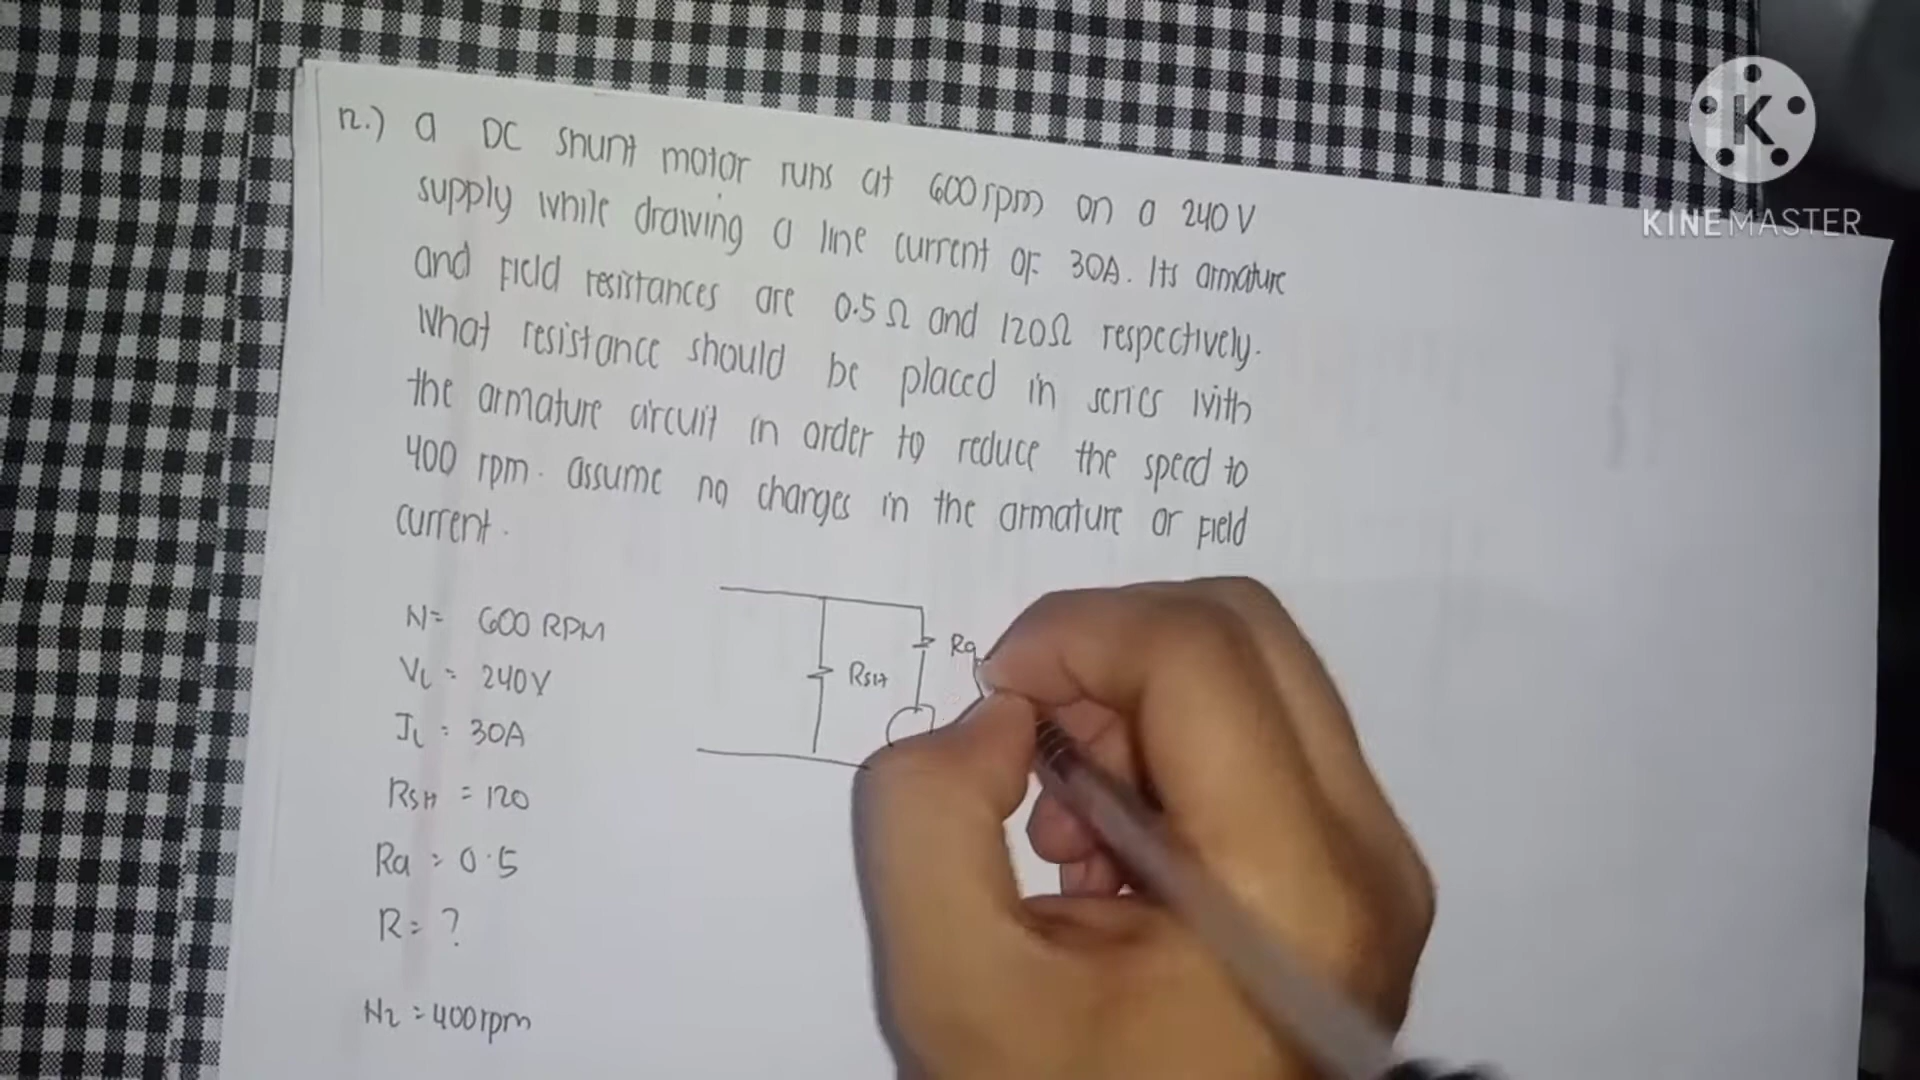 12.) a DC shunt motor runs at 600 rpm on a 240 V
supply while drawing a line current of 30A. Its armature
and field resistances are 0.5 Ω and 120Ω respectively.
What resistance should be placed in series with
the armature circuit in order to reduce the speed to
400 rpm. assume no changes in the armature or field
current.
N = 600 RPM
VL = 240V
IL = 30A
RSH = 120
Ra = 0.5
R = ?
N2 = 400rpm
RSH
Ra
K
KINEMASTER